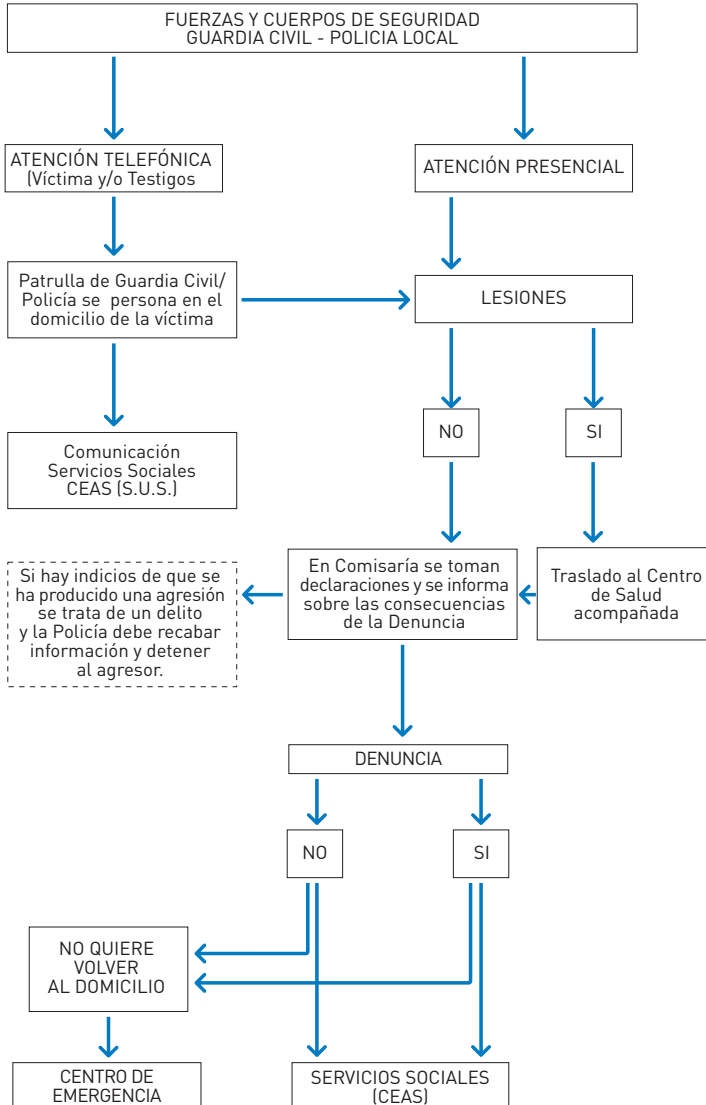 FUERZAS Y CUERPOS DE SEGURIDAD
GUARDIA CIVIL - POLICIA LOCAL
ATENCIÓN TELEFÓNICA
(Víctima y/o Testigos
ATENCIÓN PRESENCIAL
Patrulla de Guardia Civil/
Policía se persona en el
domicilio de la víctima
LESIONES
NO
SI
Comunicación
Servicios Sociales
CEAS (S.U.S.)
Si hay indicios de que se
ha producido una agresión
se trata de un delito
y la Policía debe recabar
información y detener
al agresor.
En Comisaría se toman
declaraciones y se informa
sobre las consecuencias
de la Denuncia
Traslado al Centro
de Salud
acompañada
DENUNCIA
NO
SI
NO QUIERE
VOLVER
AL DOMICILIO
CENTRO DE
EMERGENCIA
SERVICIOS SOCIALES
(CEAS)